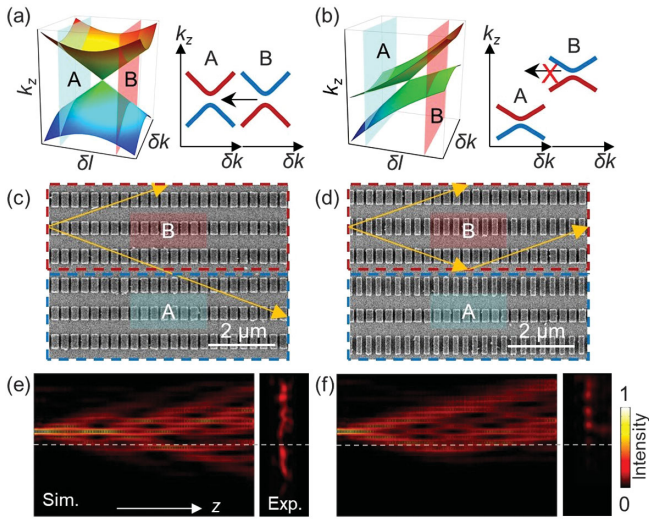 (a)
k_z
A
B
δl
δk
k_z
A
B
δk
δk
(b)
k_z
A
B
δl
δk
k_z
B
A
δk
δk
(c)
B
A
2 μm
(d)
B
A
2 μm
(e)
Sim.
z
Exp.
(f)
1
Intensity
0